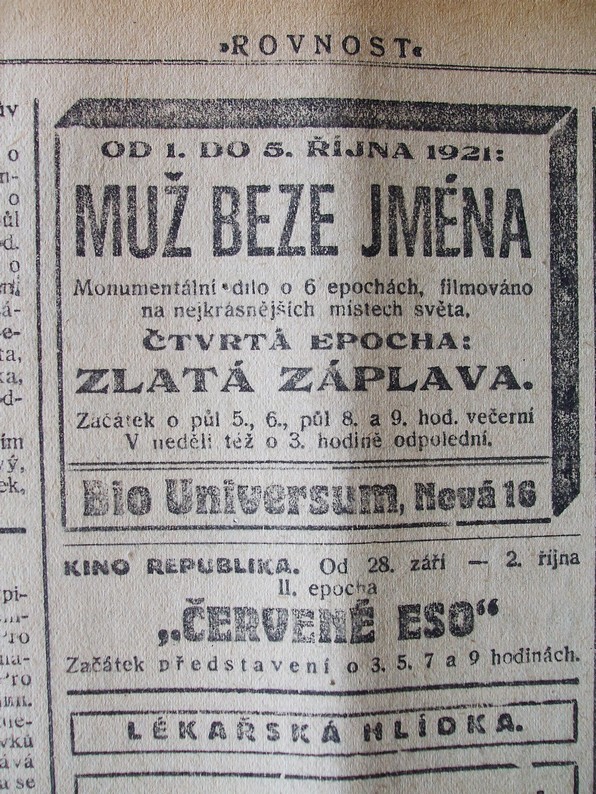 »ROVNOST«
OD 1. DO 5. ŘÍJNA 1921:
MUŽ BEZE JMÉNA
Monumentální dílo o 6 epochách, filmováno
na nejkrásnějších místech světa.
ČTVRTÁ EPOCHA:
ZLATÁ ZÁPLAVA.
Začátek o půl 5., 6., půl 8. a 9. hod. večerní
V neděli též o 3. hodině odpolední.
Bio Universum, Nová 16
KINO REPUBLIKA. Od 28. září — 2. října
II. epocha
„ČERVENÉ ESO“
Začátek představení o 3. 5. 7 a 9 hodinách.
LÉKAŘSKÁ HLÍDKA.